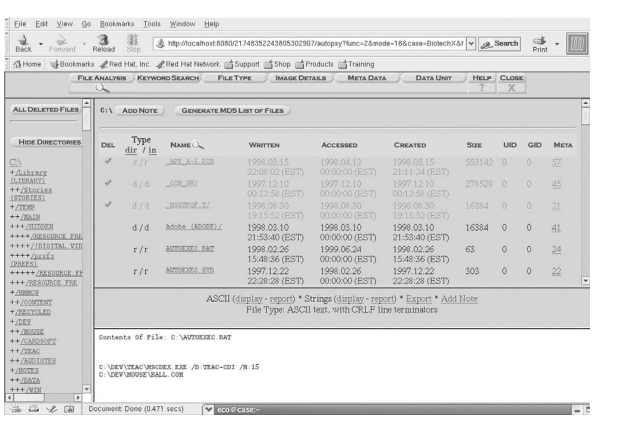 File Edit View Go Bookmarks Tools Window Help
Back Forward Reload Stop http://localhost:8080/21748352243805302907/autopsy?func=2&mode=16&case=BiotechX&h Search Print
Home Bookmarks Red Hat, Inc. Red Hat Network Support Shop Products Training
FILE ANALYSIS KEYWORD SEARCH FILE TYPE IMAGE DETAILS META DATA DATA UNIT HELP CLOSE
? X
ALL DELETED FILES
HIDE DIRECTORIES
C:\
+/Library
(LIBRARY)
++/Stories
(STORIES)
+/TEMP
++/MAIN
+++/HIDDEN
++++/RESOURCE.FRK
++++/!DIGITAL VID
++++/prefs
(PREFS)
+++++/RESOURCE.FR
+++/RESOURCE.FRK
+/HMMCW
++/CONTENT
+/RECYCLED
+/DEV
++/MOUSE
++/CARDSOFT
++/TEAC
++/AUDIOTES
+/NOTES
++/DATA
+++/WIN
C:\ ADD NOTE GENERATE MD5 LIST OF FILES
DEL Type dir / in NAME WRITTEN ACCESSED CREATED SIZE UID GID META
r / r _APE_A~1.DIR 1998.03.15 22:08:02 (EST) 1998.04.12 00:00:00 (EST) 1998.03.15 21:11:24 (EST) 553142 0 0 57
d / d _COM_SW/ 1997.12.10 00:12:58 (EST) 1997.12.10 00:00:00 (EST) 1997.12.10 278528 0 0 45
d / d 1998.08.30 19:15:52 (EST) 1998.08.30 00:00:00 (EST) 1998.08.30 16384 0 0 21
d / d Adobe (ADOBE)/ 1998.03.10 21:53:40 (EST) 1998.03.10 00:00:00 (EST) 1998.03.10 21:53:40 (EST) 16384 0 0 41
r / r AUTOEXEC.BAT 1998.02.26 15:48:36 (EST) 1999.06.24 00:00:00 (EST) 1998.02.26 15:48:36 (EST) 63 0 0 24
r / r AUTOEXEC.SYD 1997.12.22 22:28:28 (EST) 1998.02.26 00:00:00 (EST) 1997.12.22 22:28:28 (EST) 303 0 0 22
ASCII (display - report) * Strings (display - report) * Export * Add Note
File Type: ASCII text, with CRLF line terminators
Contents Of File: C:\AUTOEXEC.BAT
C:\DEV\TEAC\MSCDEX.EXE /D:TEAC-CDI /M:15
C:\DEV\MOUSE\BALL.COM
Document: Done (0.471 secs) eco@case:~